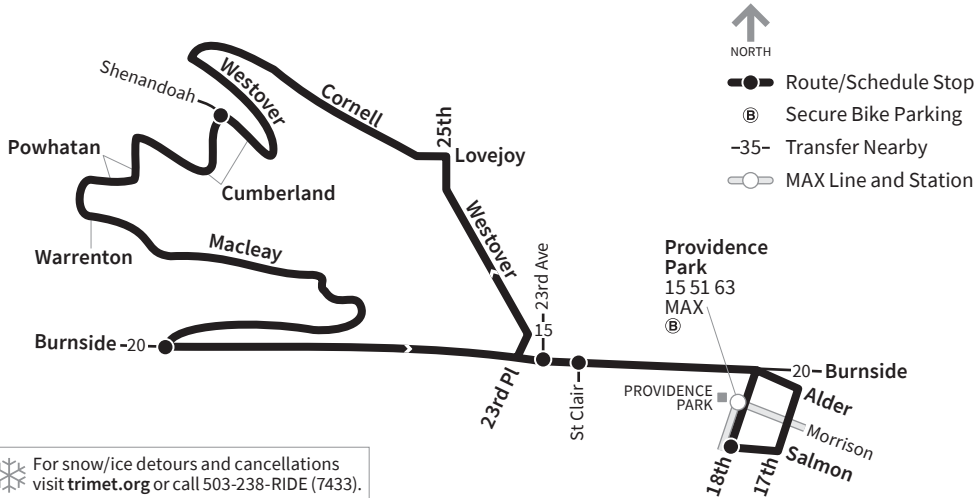 NORTH
Route/Schedule Stop
B Secure Bike Parking
-35- Transfer Nearby
MAX Line and Station
Shenandoah
Westover
Cornell
25th
Lovejoy
Powhatan
Cumberland
Westover
Warrenton
Macleay
23rd Ave
Providence
Park
15 51 63
MAX
B
15
Burnside -20
20 Burnside
23rd Pl
St Clair
PROVIDENCE
PARK
Alder
Morrison
Salmon
18th
17th
For snow/ice detours and cancellations
visit trimet.org or call 503-238-RIDE (7433).